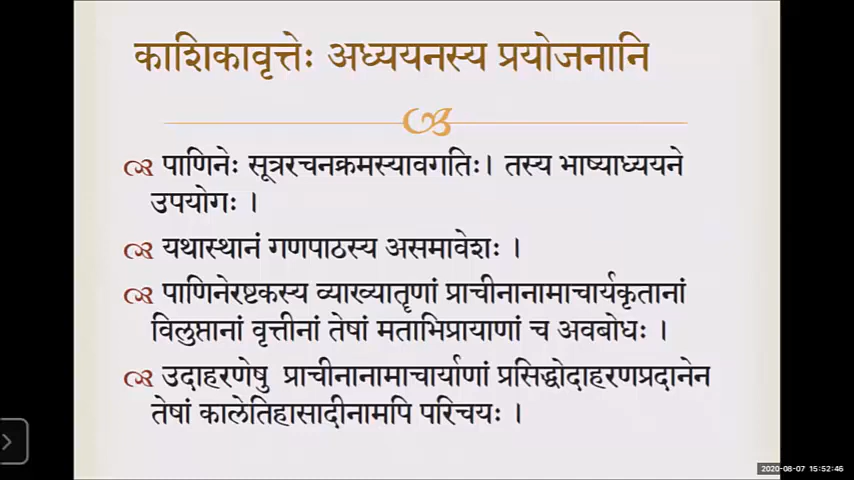 काशिकावृत्तेः अध्ययनस्य प्रयोजनानि
पाणिनेः सूत्ररचनक्रमस्यावगतिः। तस्य भाष्याध्ययने
उपयोगः ।
यथास्थानं गणपाठस्य असमावेशः ।
पाणिनेरष्टकस्य व्याख्यातॄणां प्राचीनानामाचार्यकृतानां
विलुप्तानां वृत्तीनां तेषां मताभिप्रायाणां च अवबोधः ।
उदाहरणेषु प्राचीनानामाचार्याणां प्रसिद्धोदाहरणप्रदानेन
तेषां कालेतिहासादीनामपि परिचयः ।
2020-08-07 15:52:46